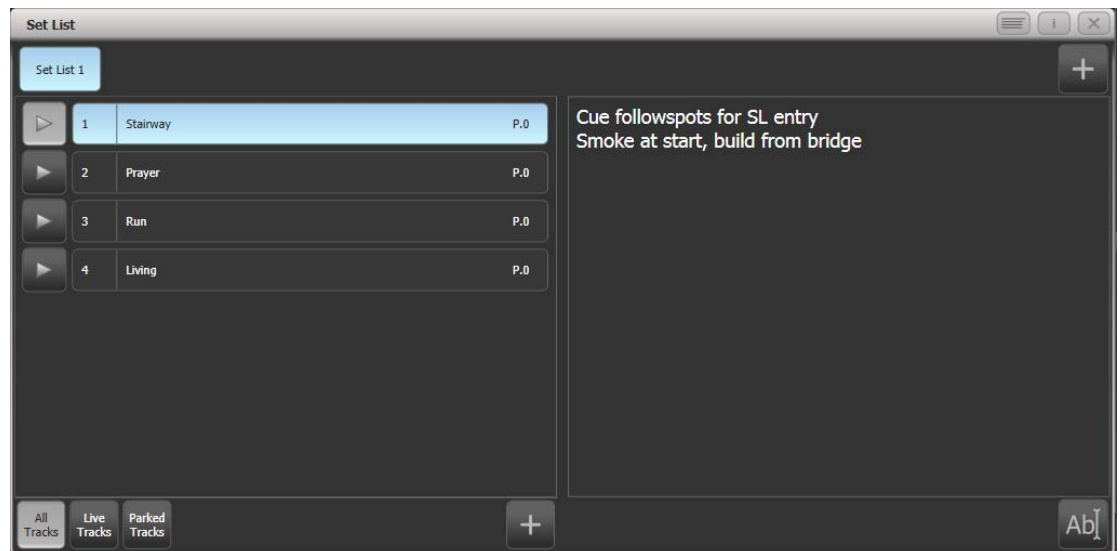 Set List
i
Set List 1
1 Stairway P.0
2 Prayer P.0
3 Run P.0
4 Living P.0
Cue followspots for SL entry
Smoke at start, build from bridge
All
Tracks
Live
Tracks
Parked
Tracks
Ab